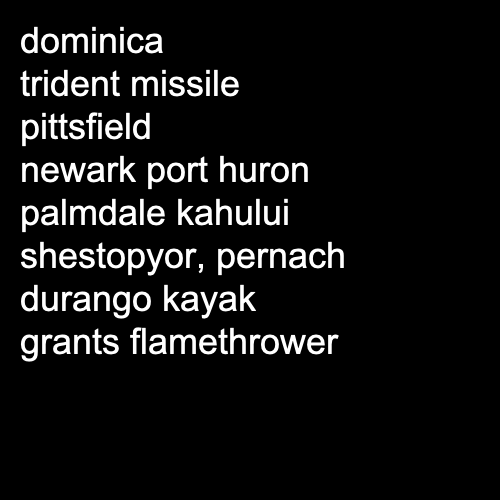 dominica
trident missile
pittsfield
newark port huron
palmdale kahului
shestopyor, pernach
durango kayak
grants flamethrower